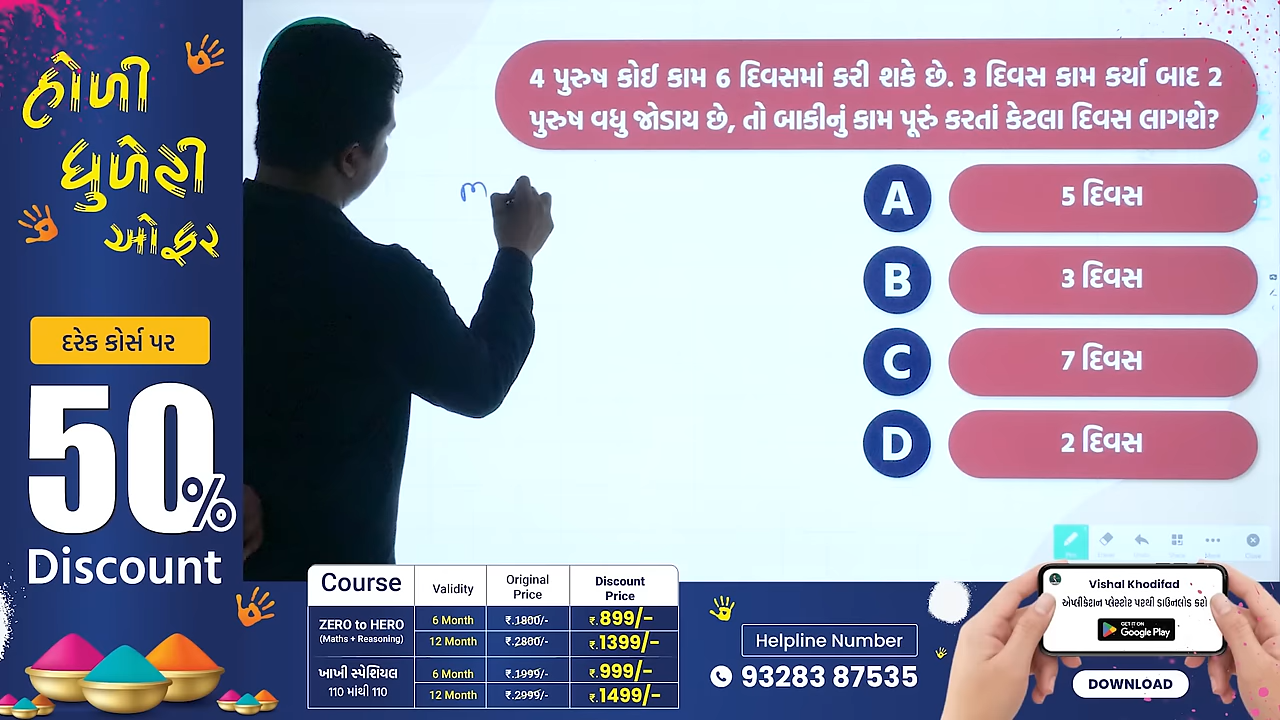 હોળી
ધુળેટી
ઓફર
દરેક કોર્સ પર
50%
Discount
4 પુરુષ કોઈ કામ 6 દિવસમાં કરી શકે છે. 3 દિવસ કામ કર્યા બાદ 2
પુરુષ વધુ જોડાય છે, તો બાકીનું કામ પૂરું કરતાં કેટલા દિવસ લાગશે?
A 5 દિવસ
B 3 દિવસ
C 7 દિવસ
D 2 દિવસ
m
Course Validity Original Price Discount Price
ZERO to HERO (Maths + Reasoning)
6 Month ₹.1800/- ₹.899/-
12 Month ₹.2800/- ₹.1399/-
ખાખી સ્પેશિયલ 110 માંથી 110
6 Month ₹.1999/- ₹.999/-
12 Month ₹.2999/- ₹.1499/-
Helpline Number
93283 87535
Vishal Khodifad
એપ્લીકેશન પ્લેસ્ટોર પરથી ડાઉનલોડ કરો
GET IT ON
Google Play
DOWNLOAD